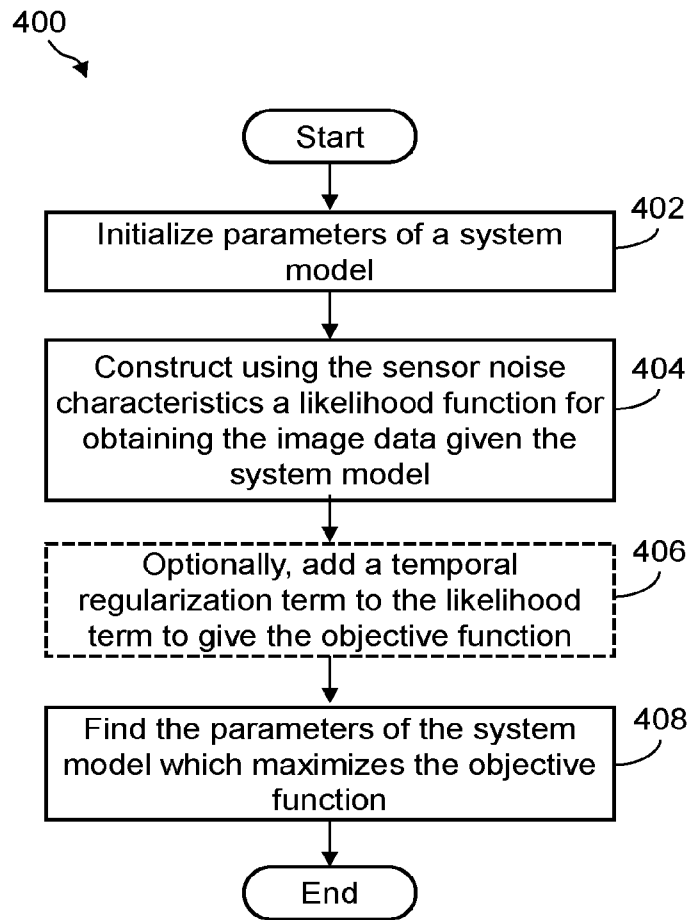 400
Start
402
Initialize parameters of a system
model
404
Construct using the sensor noise
characteristics a likelihood function for
obtaining the image data given the
system model
406
Optionally, add a temporal
regularization term to the likelihood
term to give the objective function
408
Find the parameters of the system
model which maximizes the objective
function
End